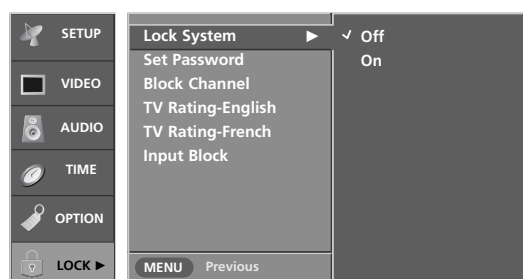 SETUP
VIDEO
AUDIO
TIME
OPTION
LOCK ►
Lock System ►
Set Password
Block Channel
TV Rating-English
TV Rating-French
Input Block
MENU Previous
✓ Off
On